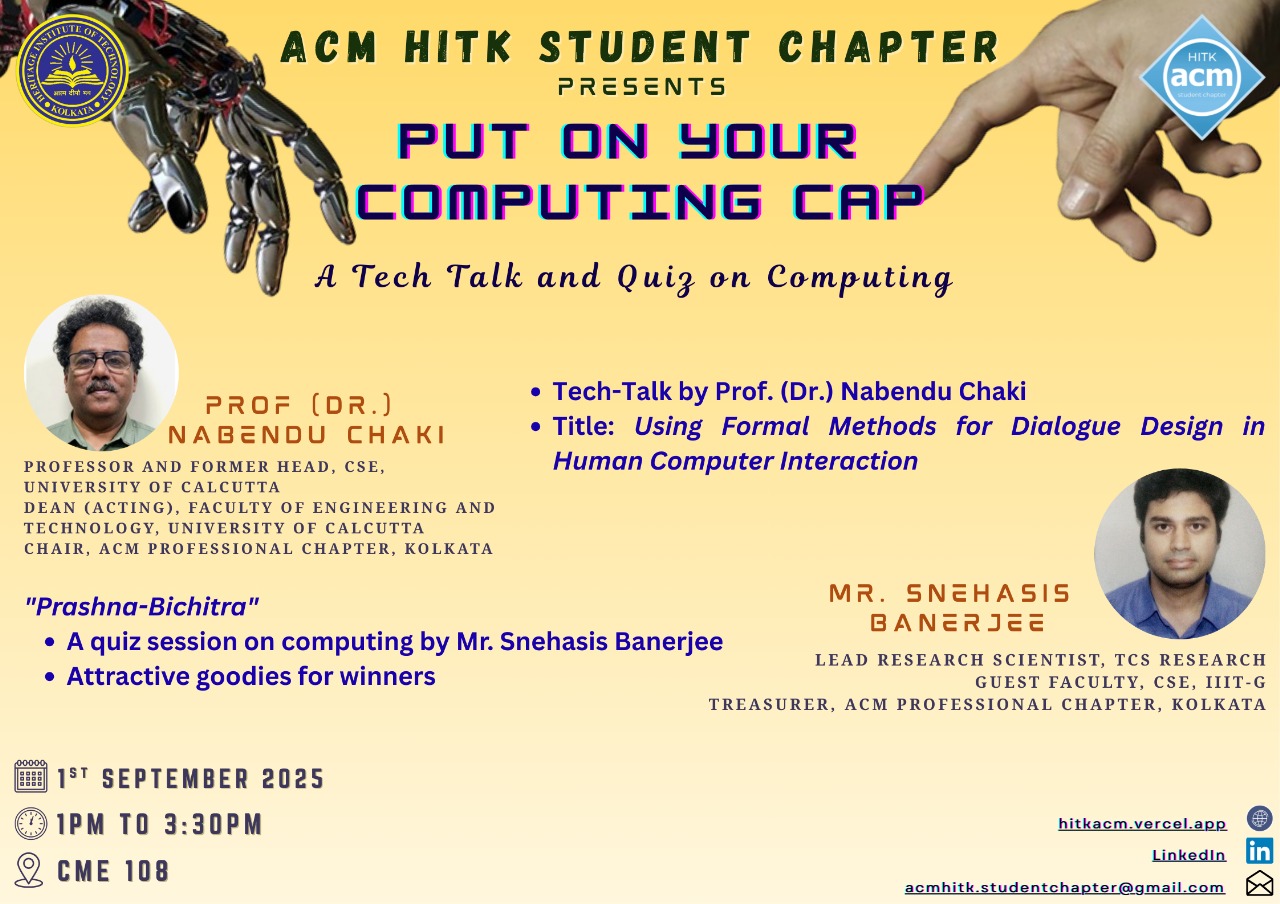 ACM HITK STUDENT CHAPTER
PRESENTS
PUT ON YOUR
COMPUTING CAP
A Tech Talk and Quiz on Computing
HERITAGE INSTITUTE OF TECHNOLOGY
KOLKATA
HITK
acm
student chapter
PROF (DR.)
NABENDU CHAKI
PROFESSOR AND FORMER HEAD, CSE,
UNIVERSITY OF CALCUTTA
DEAN (ACTING), FACULTY OF ENGINEERING AND
TECHNOLOGY, UNIVERSITY OF CALCUTTA
CHAIR, ACM PROFESSIONAL CHAPTER, KOLKATA
• Tech-Talk by Prof. (Dr.) Nabendu Chaki
• Title: Using Formal Methods for Dialogue Design in
Human Computer Interaction
"Prashna-Bichitra"
• A quiz session on computing by Mr. Snehasis Banerjee
• Attractive goodies for winners
MR. SNEHASIS
BANERJEE
LEAD RESEARCH SCIENTIST, TCS RESEARCH
GUEST FACULTY, CSE, IIIT-G
TREASURER, ACM PROFESSIONAL CHAPTER, KOLKATA
1ST SEPTEMBER 2025
1PM TO 3:30PM
CME 108
hitkacm.vercel.app
LinkedIn
in
acmhitk.studentchapter@gmail.com